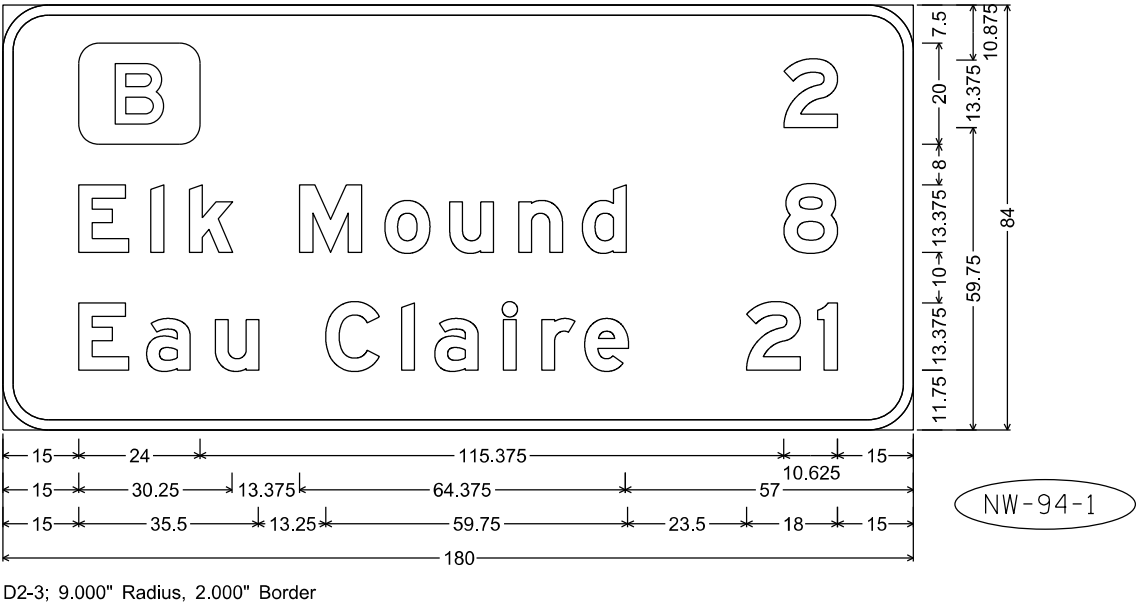 B 2
Elk Mound 8
Eau Claire 21
7.5
20
8
13.375
10
13.375
11.75
10.875
13.375
59.75
84
15 24 115.375 10.625 15
15 30.25 13.375 64.375 57
15 35.5 13.25 59.75 23.5 18 15
180
NW-94-1
D2-3; 9.000" Radius, 2.000" Border